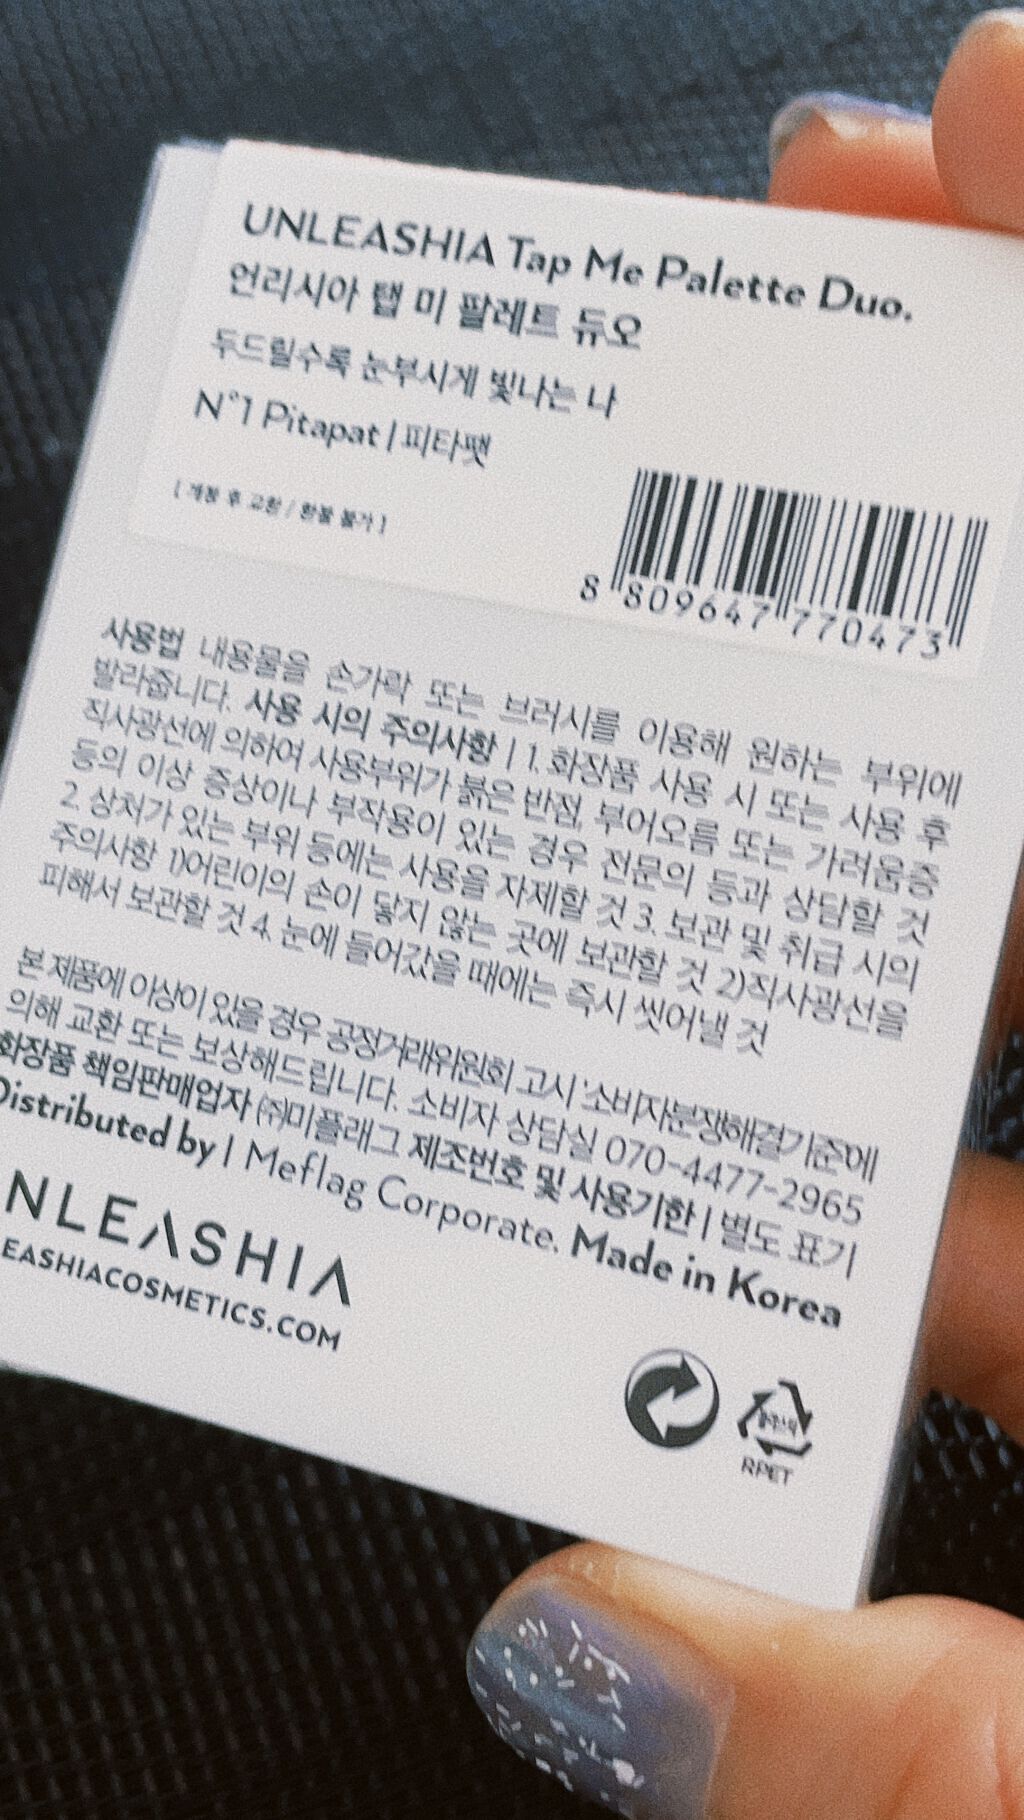 UNLEASHIA Tap Me Palette Duo.
언리시아 탭 미 팔레트 듀오
두드릴수록 눈부시게 빛나는 나
N°1 Pitapat | 피타팻
[ 개봉 후 교환 / 환불 불가 ]
8 809647 770473
사용법 내용물을 손가락 또는 브러시를 이용해 원하는 부위에
발라줍니다. 사용 시의 주의사항 | 1. 화장품 사용 시 또는 사용 후
직사광선에 의하여 사용부위가 붉은 반점, 부어오름 또는 가려움증
등의 이상 증상이나 부작용이 있는 경우 전문의 등과 상담할 것
2. 상처가 있는 부위 등에는 사용을 자제할 것 3. 보관 및 취급 시의
주의사항 1)어린이의 손이 닿지 않는 곳에 보관할 것 2)직사광선을
피해서 보관할 것 4. 눈에 들어갔을 때에는 즉시 씻어낼 것
본 제품에 이상이 있을 경우 공정거래위원회 고시 '소비자분쟁해결기준'에
의해 교환 또는 보상해드립니다. 소비자 상담실 070-4477-2965
화장품 책임판매업자 ㈜미플래그 제조번호 및 사용기한 | 별도 표기
Distributed by | Meflag Corporate. Made in Korea
NLEASHIA
EASHIACOSMETICS.COM
플라스틱
RPET